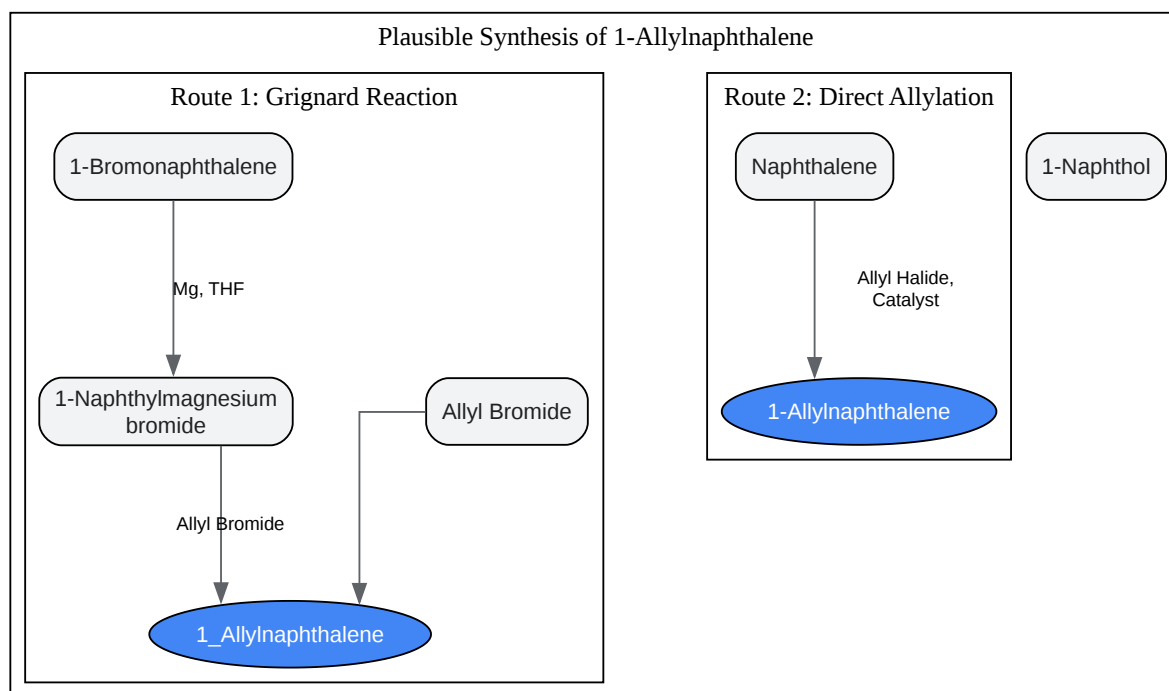 Plausible Synthesis of 1-Allylnaphthalene
Route 1: Grignard Reaction
1-Bromonaphthalene
Mg, THF
1-Naphthylmagnesium
bromide
Allyl Bromide
Allyl Bromide
1_Allylnaphthalene
Route 2: Direct Allylation
Naphthalene
Allyl Halide,
Catalyst
1-Allylnaphthalene
1-Naphthol